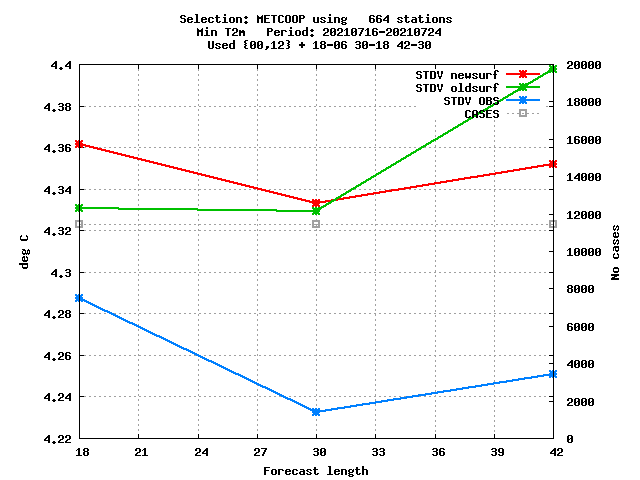 Selection: METCOOP using   664 stations
Min T2m   Period: 20210716-20210724
Used {00,12} + 18-06 30-18 42-30
STDV newsurf
STDV oldsurf
STDV OBS
CASES
deg C
4.4
4.38
4.36
4.34
4.32
4.3
4.28
4.26
4.24
4.22
20000
18000
16000
14000
12000
10000
8000
6000
4000
2000
0
No cases
18 21 24 27 30 33 36 39 42
Forecast length